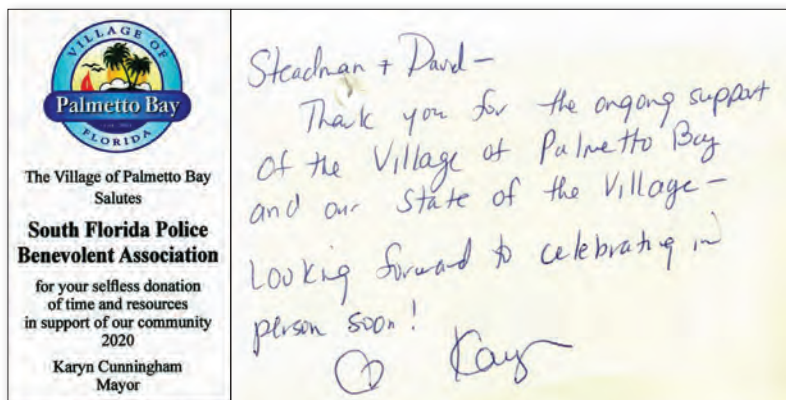 VILLAGE OF
Palmetto Bay
FLORIDA
The Village of Palmetto Bay
Salutes
South Florida Police
Benevolent Association
for your selfless donation
of time and resources
in support of our community
2020
Karyn Cunningham
Mayor
Steadman + David -
Thank you for the ongong support
of the Village of Palmetto Bay
and our State of the Village -
Looking forward to celebrating in
person soon!
Karyn